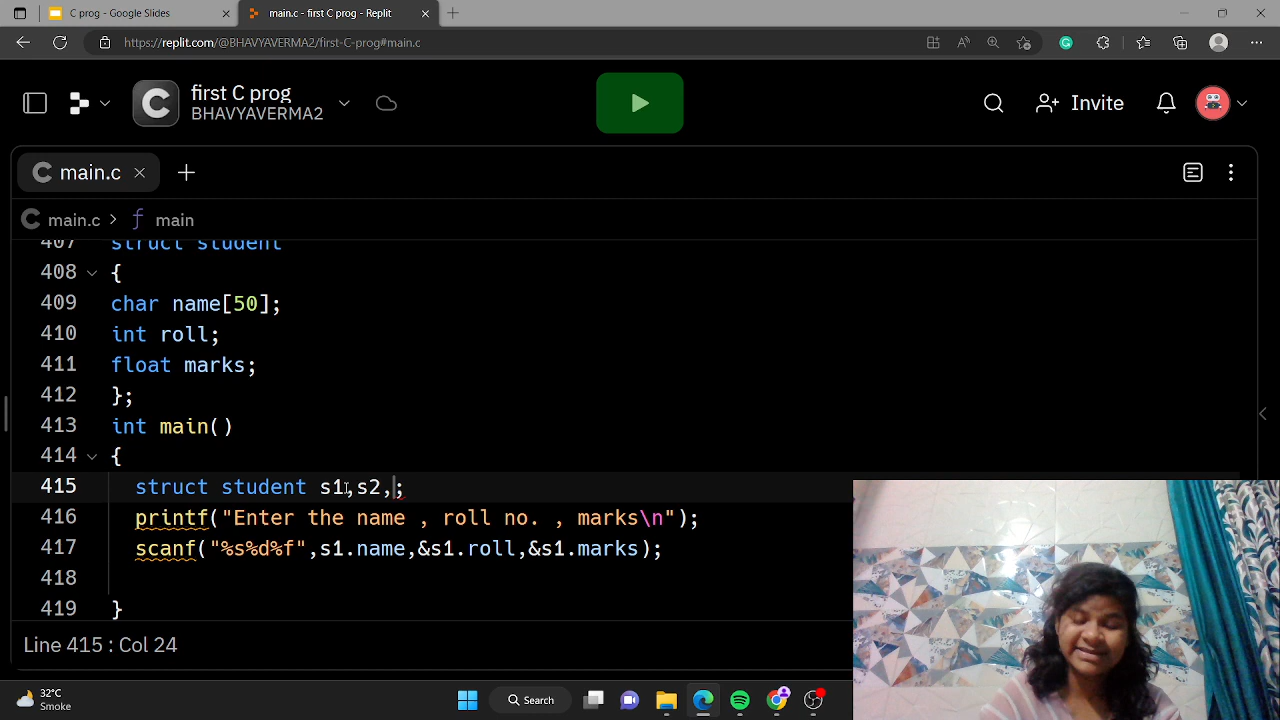 C prog - Google Slides
main.c - first C prog - Replit
https://replit.com/@BHAVYAVERMA2/first-C-prog#main.c
first C prog
BHAVYAVERMA2
Invite
main.c
main.c > f main
407 struct student
408 {
409 char name[50];
410 int roll;
411 float marks;
412 };
413 int main()
414 {
415 struct student s1,s2,;
416 printf("Enter the name , roll no. , marks\n");
417 scanf("%s%d%f",s1.name,&s1.roll,&s1.marks);
418
419 }
Line 415 : Col 24
32°C
Smoke
Search